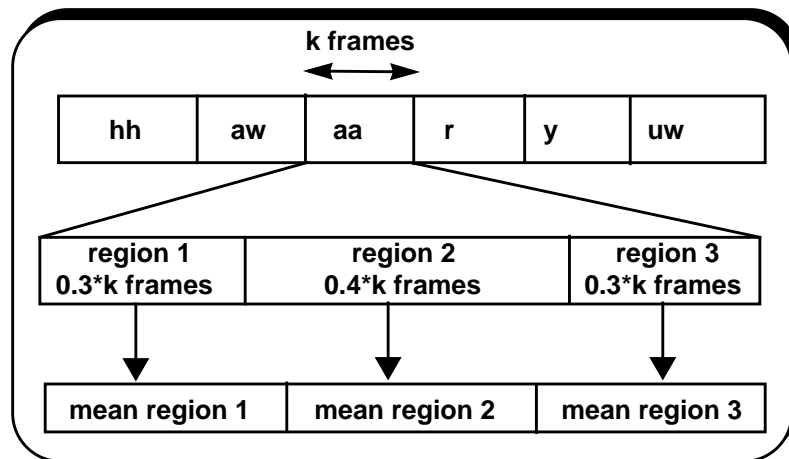 k frames
hh aw aa r y uw
region 1 region 2 region 3
0.3*k frames 0.4*k frames 0.3*k frames
mean region 1 mean region 2 mean region 3